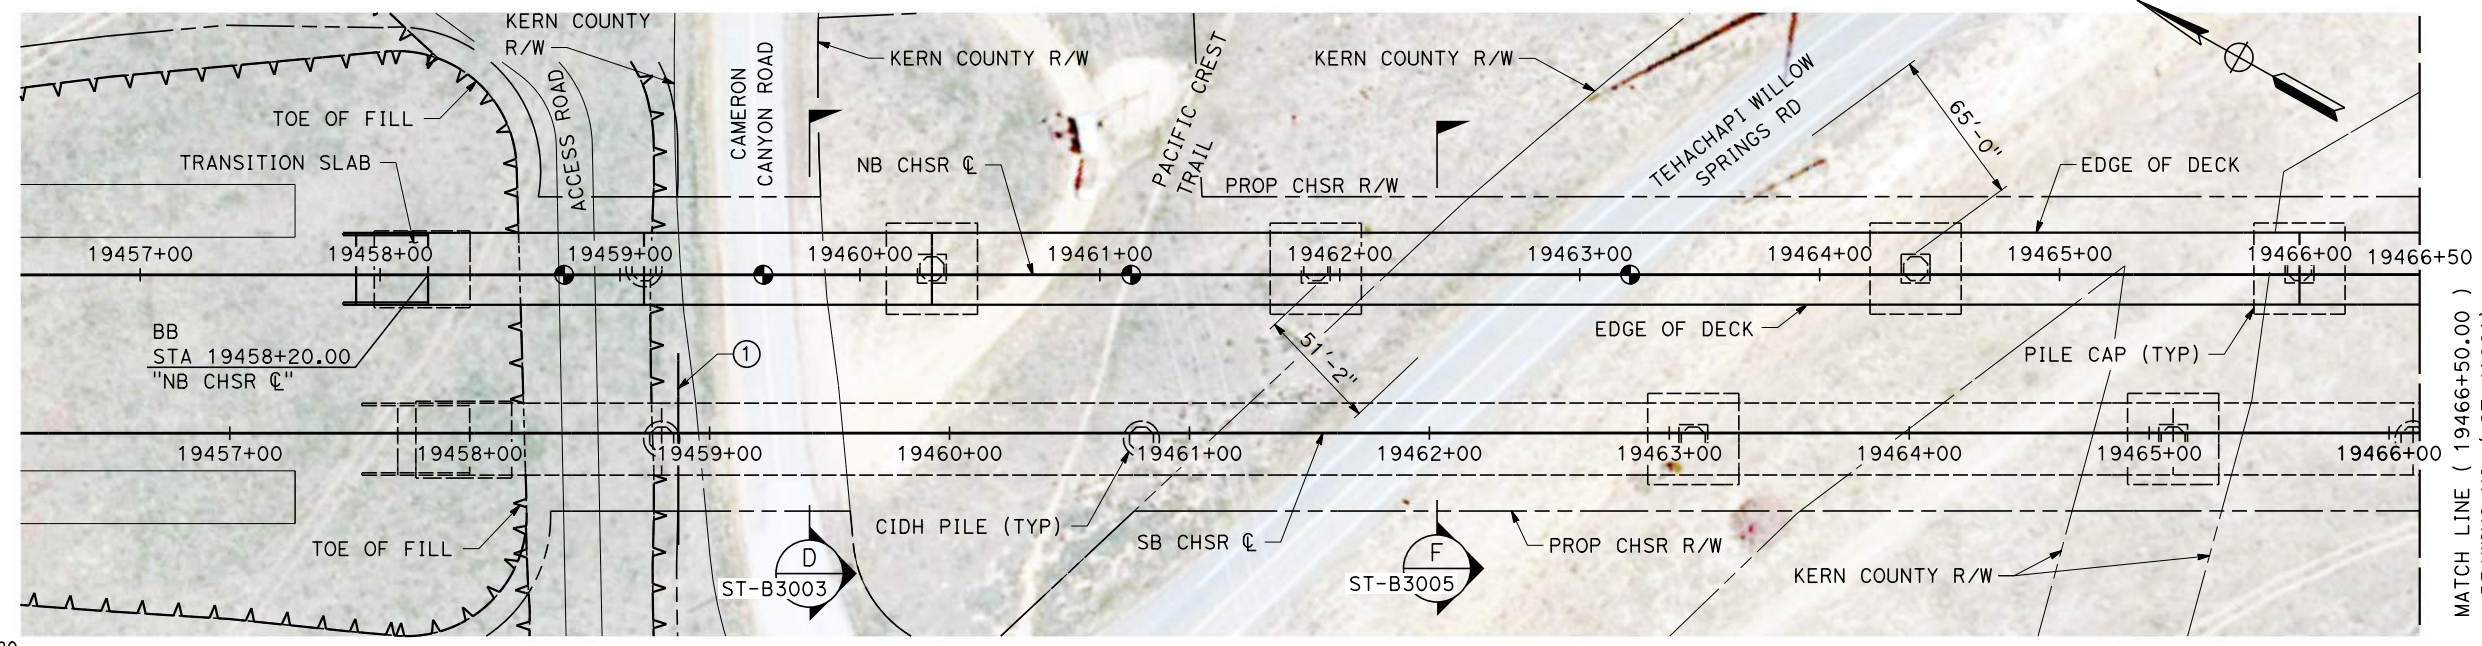 KERN COUNTY
R/W
TOE OF FILL
TRANSITION SLAB
ACCESS ROAD
CAMERON
CANYON ROAD
KERN COUNTY R/W
PACIFIC CREST
TRAIL
KERN COUNTY R/W
TEHACHAPI WILLOW
SPRINGS RD
65'-0"
NB CHSR ℄
PROP CHSR R/W
EDGE OF DECK
19457+00
19458+00
19459+00
19460+00
19461+00
19462+00
19463+00
19464+00
19465+00
19466+00
19466+50
BB
STA 19458+20.00
"NB CHSR ℄"
1
51'-2"
EDGE OF DECK
PILE CAP (TYP)
19457+00
19458+00
19459+00
19460+00
19461+00
19462+00
19463+00
19464+00
19465+00
19466+00
TOE OF FILL
CIDH PILE (TYP)
SB CHSR ℄
PROP CHSR R/W
KERN COUNTY R/W
D
ST-B3003
F
ST-B3005
MATCH LINE ( 19466+50.00 )